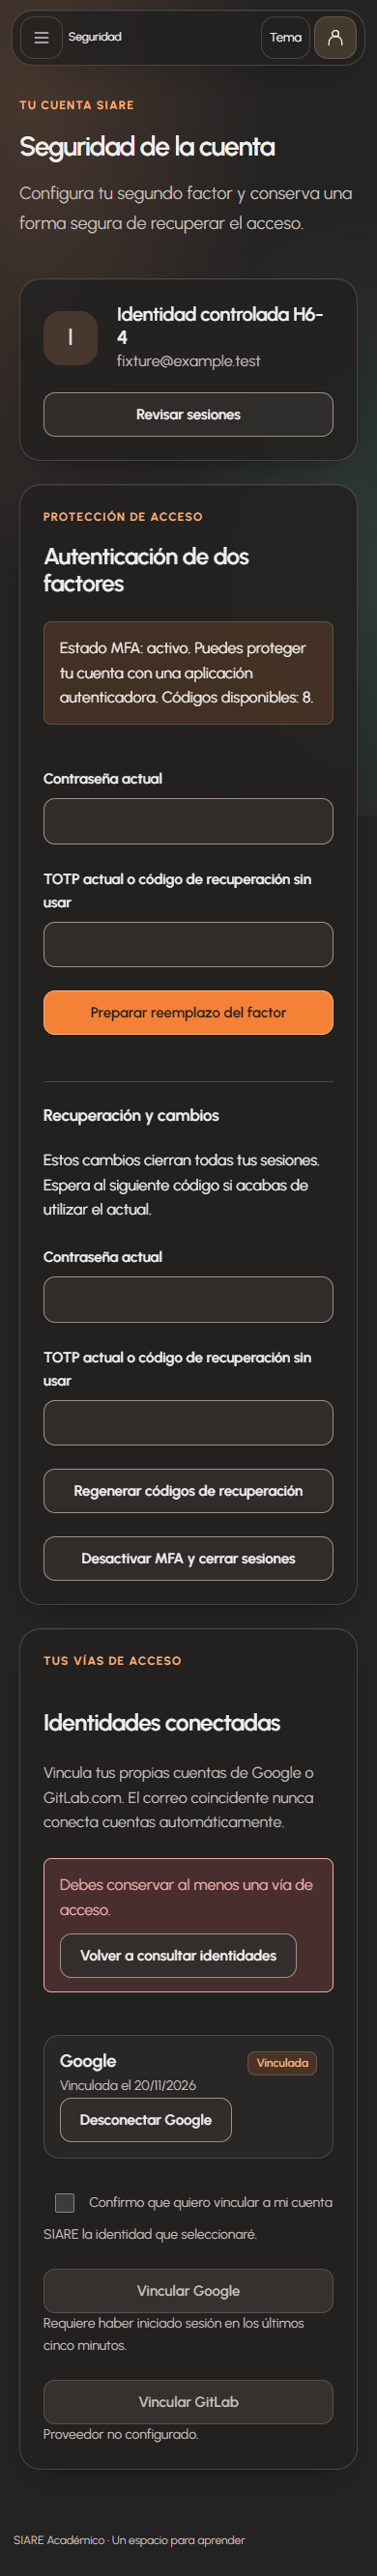 Seguridad
Tema
TU CUENTA SIARE
Seguridad de la cuenta
Configura tu segundo factor y conserva una
forma segura de recuperar el acceso.
I
Identidad controlada H6-
4
fixture@example.test
Revisar sesiones
PROTECCIÓN DE ACCESO
Autenticación de dos
factores
Estado MFA: activo. Puedes proteger
tu cuenta con una aplicación
autenticadora. Códigos disponibles: 8.
Contraseña actual
TOTP actual o código de recuperación sin
usar
Preparar reemplazo del factor
Recuperación y cambios
Estos cambios cierran todas tus sesiones.
Espera al siguiente código si acabas de
utilizar el actual.
Contraseña actual
TOTP actual o código de recuperación sin
usar
Regenerar códigos de recuperación
Desactivar MFA y cerrar sesiones
TUS VÍAS DE ACCESO
Identidades conectadas
Vincula tus propias cuentas de Google o
GitLab.com. El correo coincidente nunca
conecta cuentas automáticamente.
Debes conservar al menos una vía de
acceso.
Volver a consultar identidades
Google
Vinculada
Vinculada el 20/11/2026
Desconectar Google
Confirmo que quiero vincular a mi cuenta
SIARE la identidad que seleccionaré.
Vincular Google
Requiere haber iniciado sesión en los últimos
cinco minutos.
Vincular GitLab
Proveedor no configurado.
SIARE Académico · Un espacio para aprender